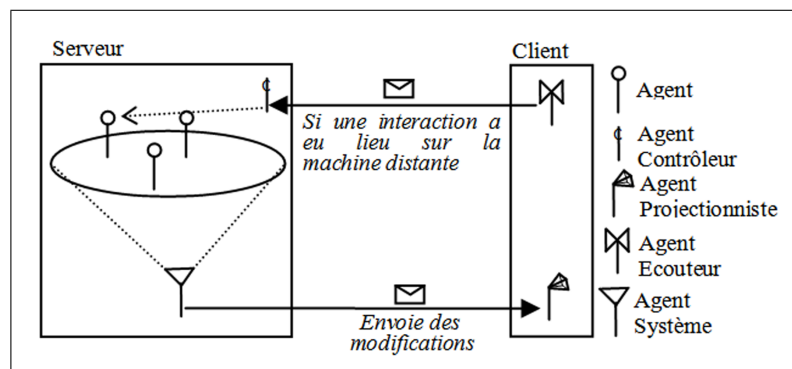 Serveur
Client
Si une interaction a
eu lieu sur la
machine distante
Envoie des
modifications
Agent
Agent
Contrôleur
Agent
Projectionniste
Agent
Ecouteur
Agent
Système